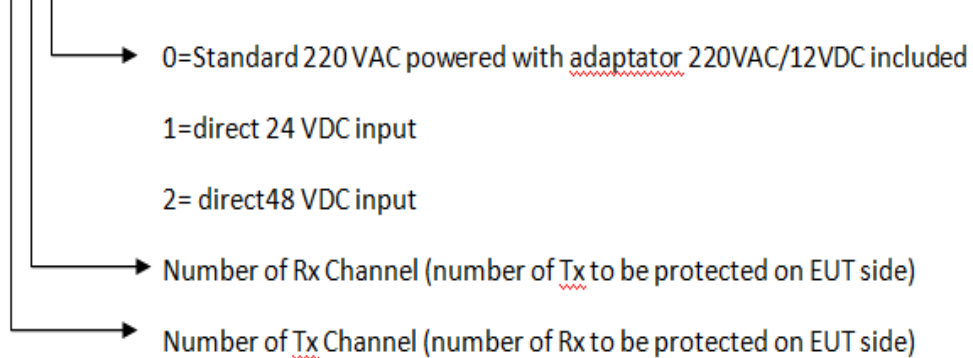 0=Standard 220 VAC powered with adaptator 220VAC/12VDC included
1=direct 24 VDC input
2= direct48 VDC input
Number of Rx Channel (number of Tx to be protected on EUT side)
Number of Tx Channel (number of Rx to be protected on EUT side)